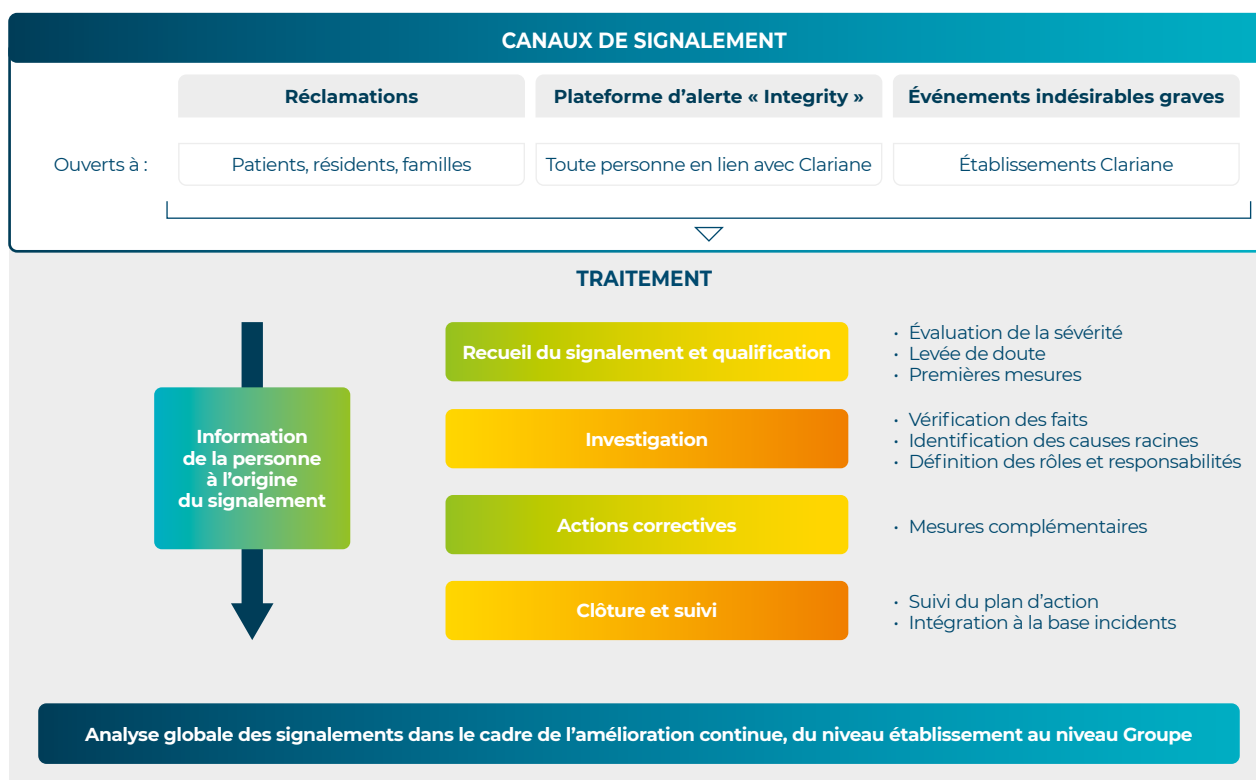 CANAUX DE SIGNALEMENT
Réclamations
Plateforme d'alerte « Integrity »
Événements indésirables graves
Ouverts à :
Patients, résidents, familles
Toute personne en lien avec Clariane
Établissements Clariane
TRAITEMENT
Information
de la personne
à l'origine
du signalement
Recueil du signalement et qualification
• Évaluation de la sévérité
• Levée de doute
• Premières mesures
Investigation
• Vérification des faits
• Identification des causes racines
• Définition des rôles et responsabilités
Actions correctives
• Mesures complémentaires
Clôture et suivi
• Suivi du plan d'action
• Intégration à la base incidents
Analyse globale des signalements dans le cadre de l'amélioration continue, du niveau établissement au niveau Groupe